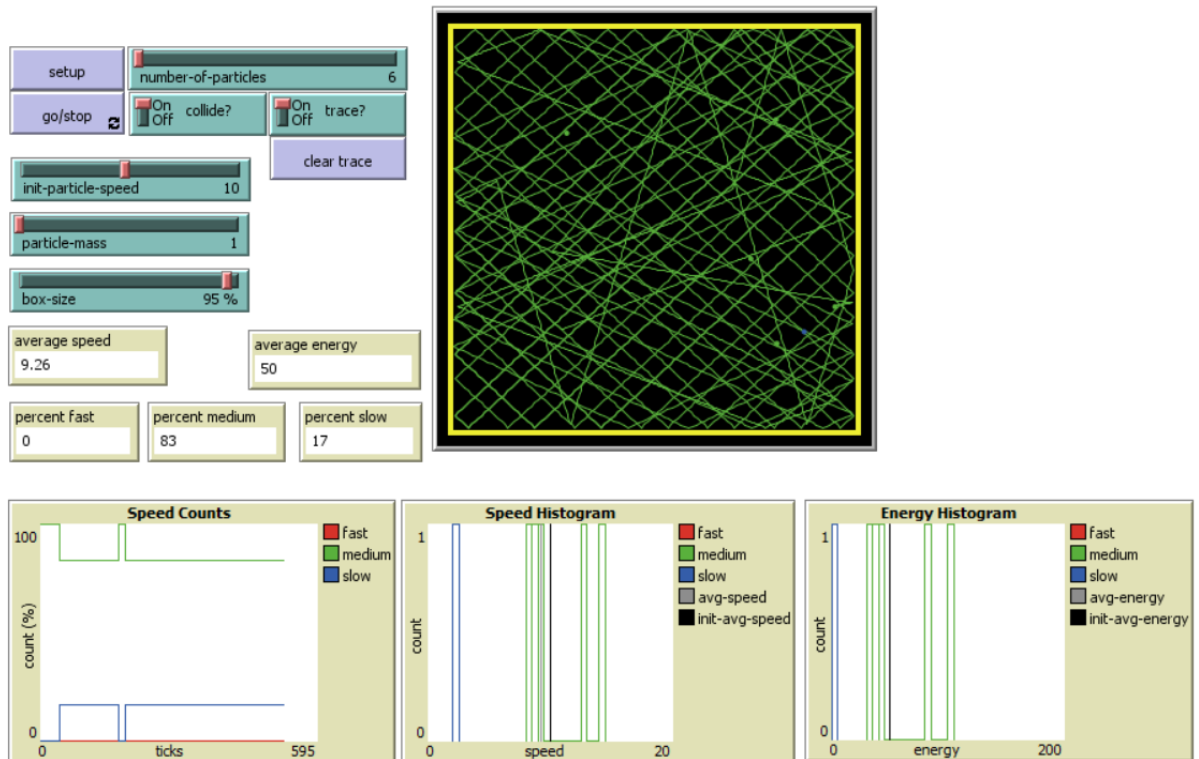 setup
number-of-particles 6
go/stop
On
Off
collide?
On
Off
trace?
clear trace
init-particle-speed 10
particle-mass 1
box-size 95 %
average speed
9.26
average energy
50
percent fast
0
percent medium
83
percent slow
17
Speed Counts
100
count (%)
0
0 ticks 595
fast
medium
slow
Speed Histogram
1
count
0 speed 20
fast
medium
slow
avg-speed
init-avg-speed
Energy Histogram
1
count
0
0 energy 200
fast
medium
slow
avg-energy
init-avg-energy